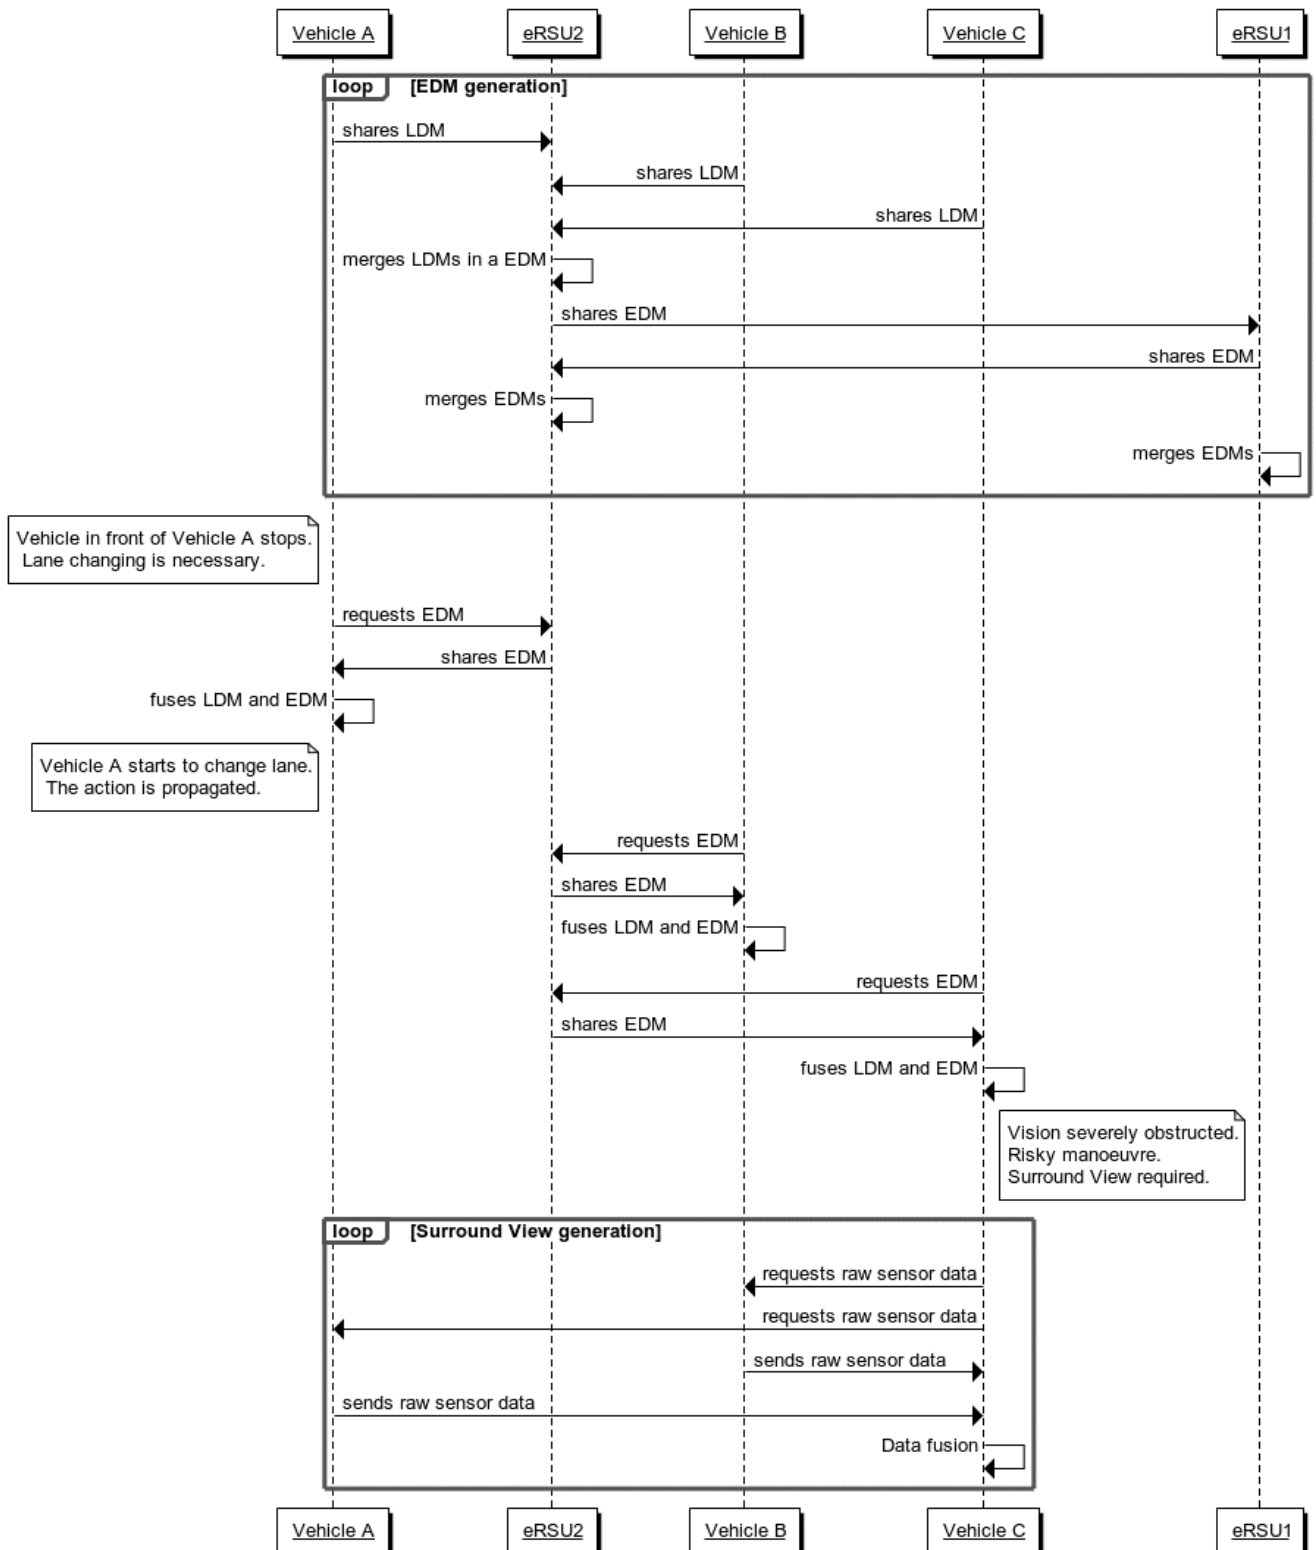 Vehicle A
eRSU2
Vehicle B
Vehicle C
eRSU1
loop
[EDM generation]
shares LDM
shares LDM
shares LDM
merges LDMs in a EDM
shares EDM
shares EDM
merges EDMs
merges EDMs
Vehicle in front of Vehicle A stops.
Lane changing is necessary.
requests EDM
shares EDM
fuses LDM and EDM
Vehicle A starts to change lane.
The action is propagated.
requests EDM
shares EDM
fuses LDM and EDM
requests EDM
shares EDM
fuses LDM and EDM
Vision severely obstructed.
Risky manoeuvre.
Surround View required.
loop
[Surround View generation]
requests raw sensor data
requests raw sensor data
sends raw sensor data
sends raw sensor data
Data fusion
Vehicle A
eRSU2
Vehicle B
Vehicle C
eRSU1